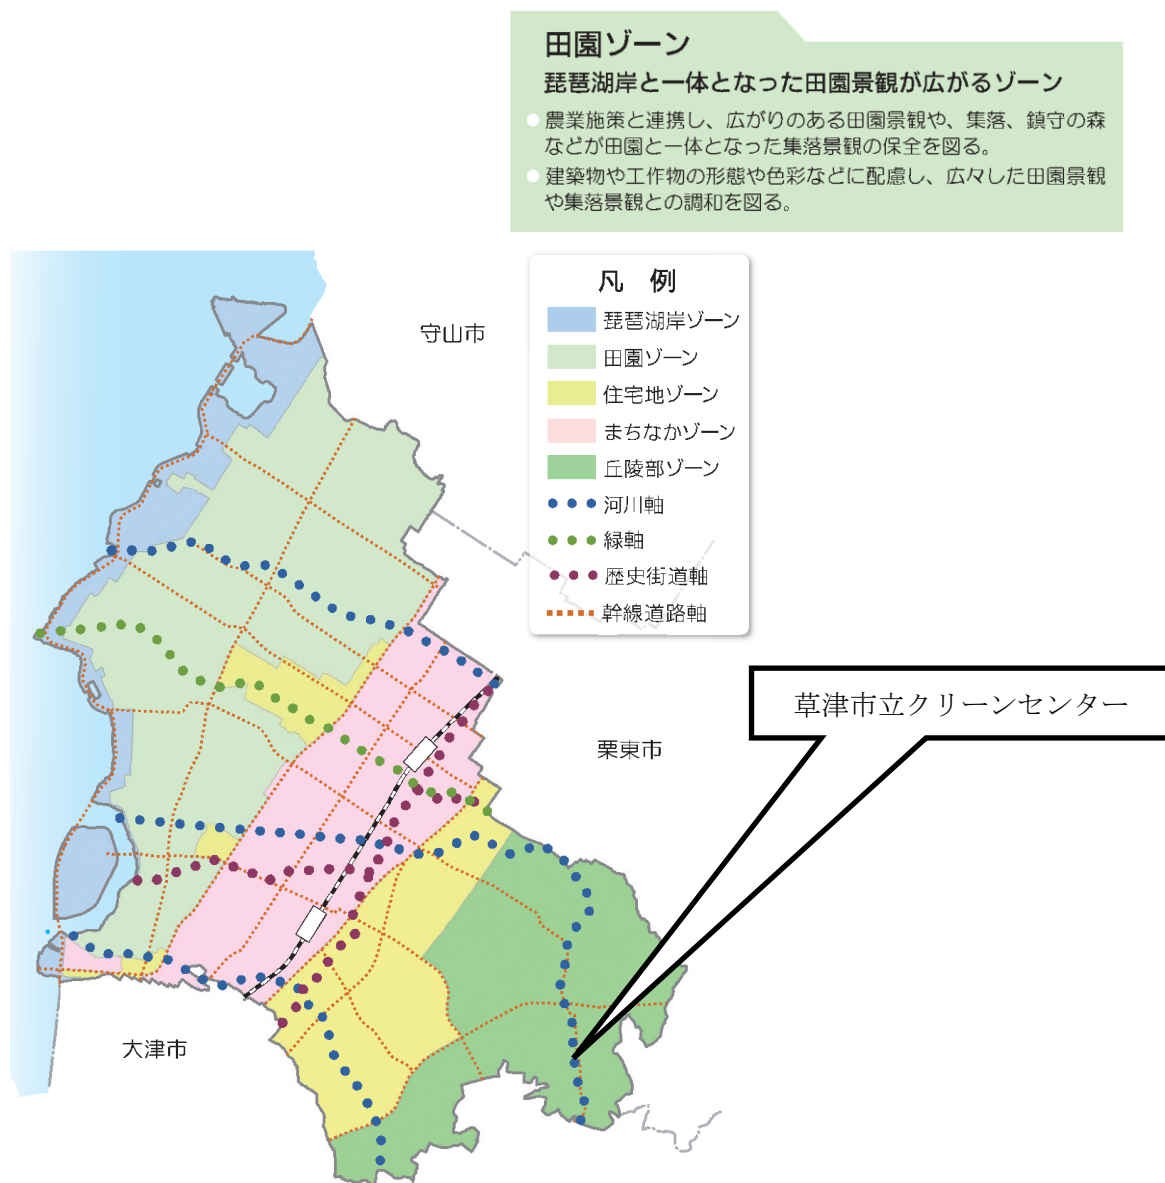 田園ゾーン
琵琶湖岸と一体となった田園景観が広がるゾーン
農業施策と連携し、広がりのある田園景観や、集落、鎮守の森
などが田園と一体となった集落景観の保全を図る。
建築物や工作物の形態や色彩などに配慮し、広々した田園景観
や集落景観との調和を図る。
凡 例
琵琶湖岸ゾーン
田園ゾーン
住宅地ゾーン
まちなかゾーン
丘陵部ゾーン
河川軸
緑軸
歴史街道軸
幹線道路軸
守山市
草津市立クリーンセンター
栗東市
大津市